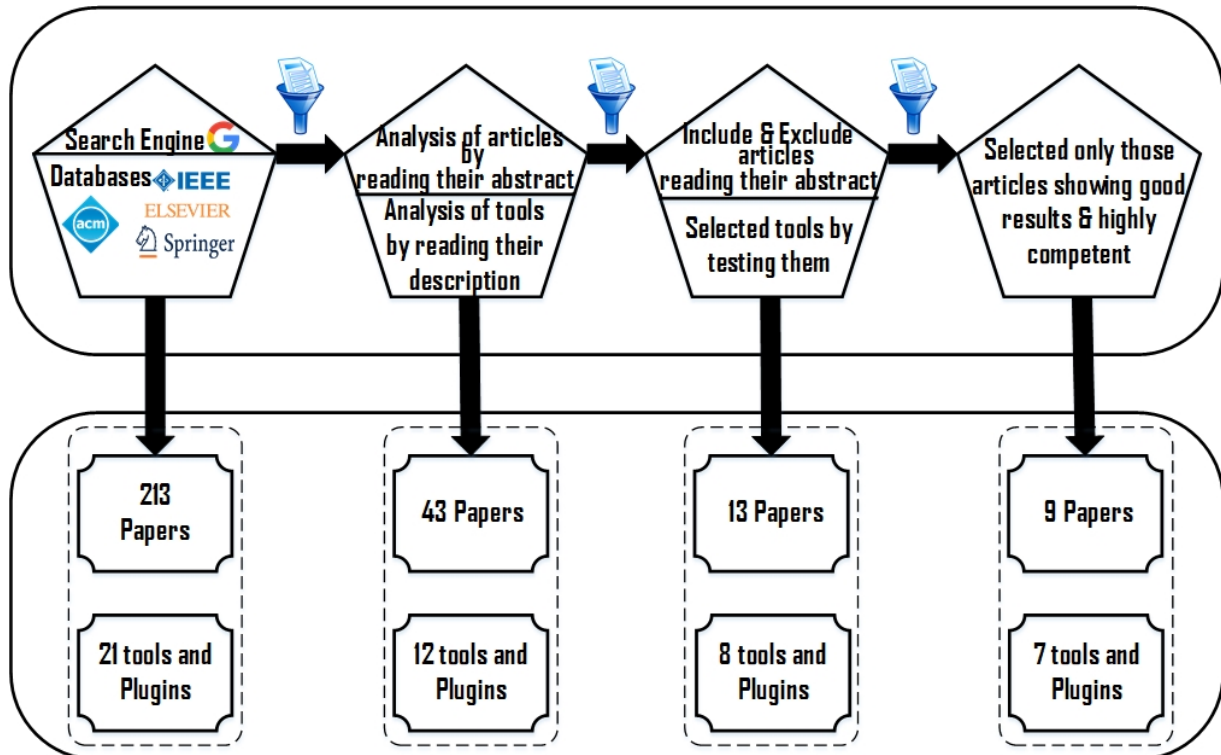 Search Engine G
Databases IEEE
acm
ELSEVIER
Springer
Analysis of articles
by
reading their abstract
Analysis of tools
by reading their
description
Include & Exclude
articles
reading their abstract
Selected tools by
testing them
Selected only those
articles showing good
results & highly
competent
213
Papers
43 Papers
13 Papers
9 Papers
21 tools and
Plugins
12 tools and
Plugins
8 tools and
Plugins
7 tools and
Plugins